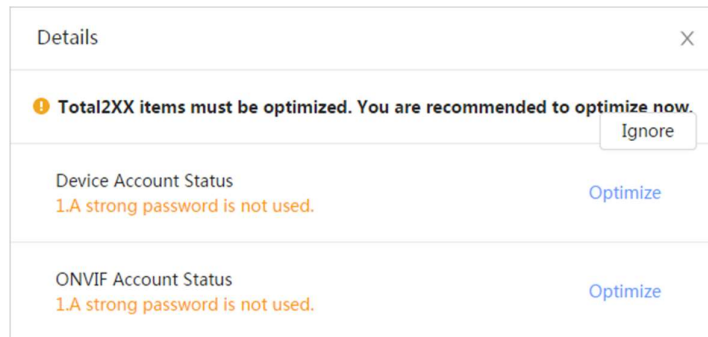 Details
Total2XX items must be optimized. You are recommended to optimize now.
Ignore
Device Account Status
1.A strong password is not used.
Optimize
ONVIF Account Status
1.A strong password is not used.
Optimize